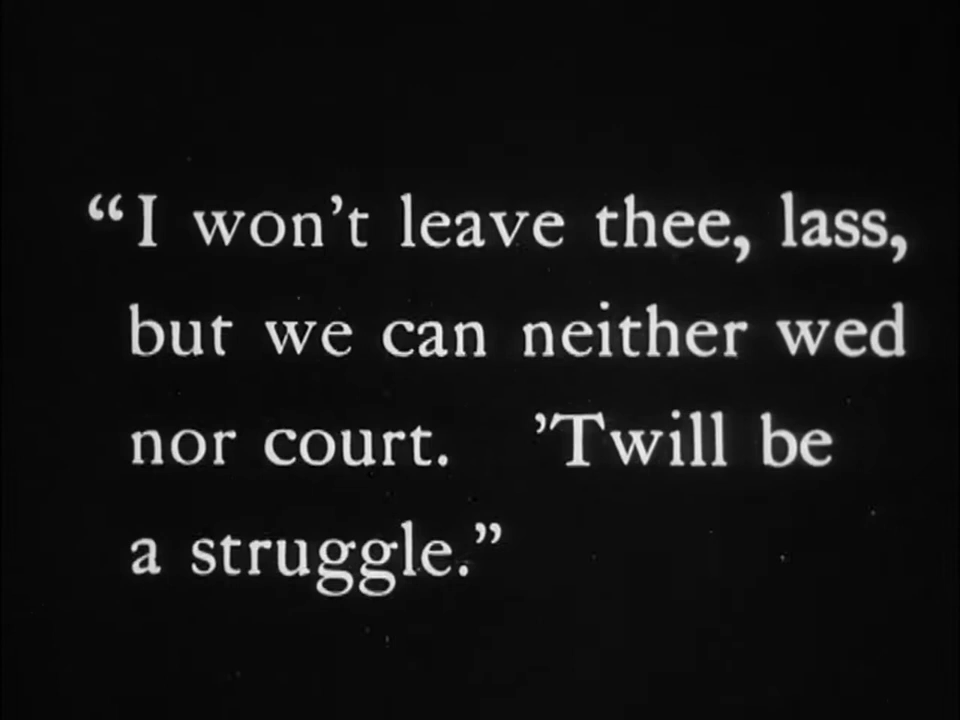 “I won’t leave thee, lass,
but we can neither wed
nor court. ’Twill be
a struggle.”